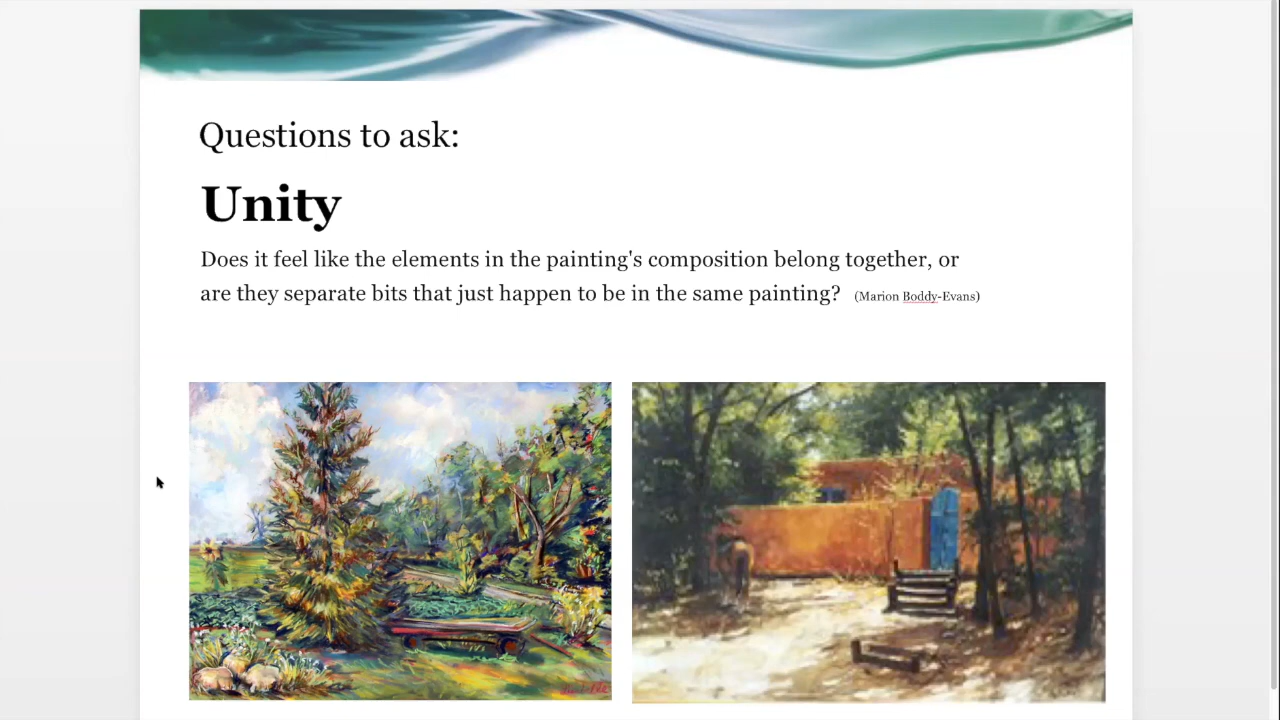 Questions to ask:
Unity
Does it feel like the elements in the painting's composition belong together, or
are they separate bits that just happen to be in the same painting? (Marion Boddy-Evans)